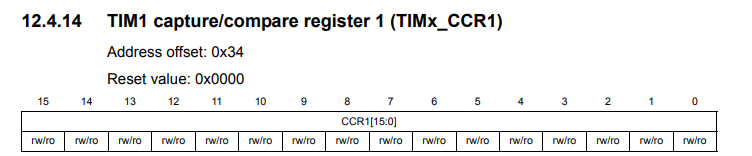 12.4.14 TIM1 capture/compare register 1 (TIMx_CCR1)
Address offset: 0x34
Reset value: 0x0000
15 14 13 12 11 10 9 8 7 6 5 4 3 2 1 0
CCR1[15:0]
rw/ro rw/ro rw/ro rw/ro rw/ro rw/ro rw/ro rw/ro rw/ro rw/ro rw/ro rw/ro rw/ro rw/ro rw/ro rw/ro